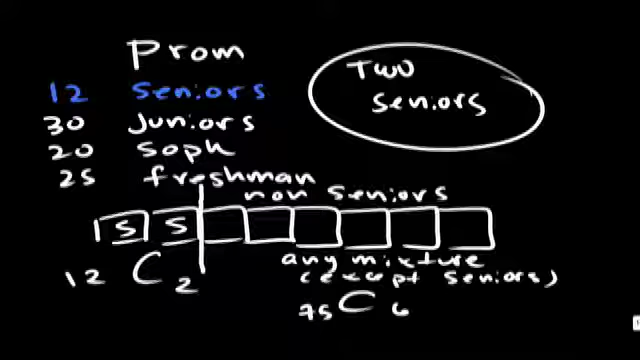 Prom
12 Seniors
30 Juniors
20 Soph
25 freshman
Two
seniors
non Seniors
S S
any mixture
(except Seniors)
12 C 2
75 C 6